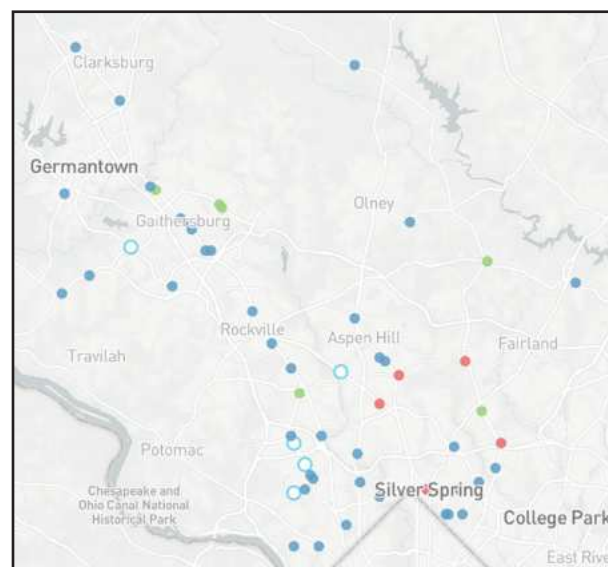 Clarksburg
Germantown
Olney
Gaithersburg
Rockville
Aspen Hill
Fairland
Travilah
Potomac
Chesapeake and
Ohio Canal National
Historical Park
Silver Spring
College Park
East River